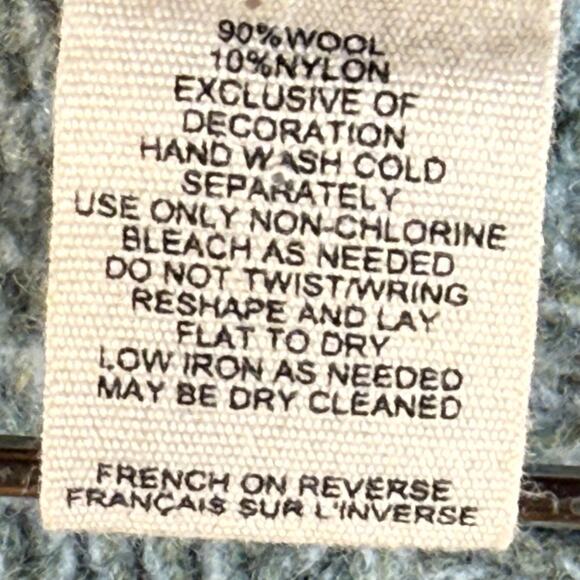 90%WOOL
10%NYLON
EXCLUSIVE OF
DECORATION
HAND WASH COLD
SEPARATELY
USE ONLY NON-CHLORINE
BLEACH AS NEEDED
DO NOT TWIST/WRING
RESHAPE AND LAY
FLAT TO DRY
LOW IRON AS NEEDED
MAY BE DRY CLEANED
FRENCH ON REVERSE
FRANÇAIS SUR L'INVERSE